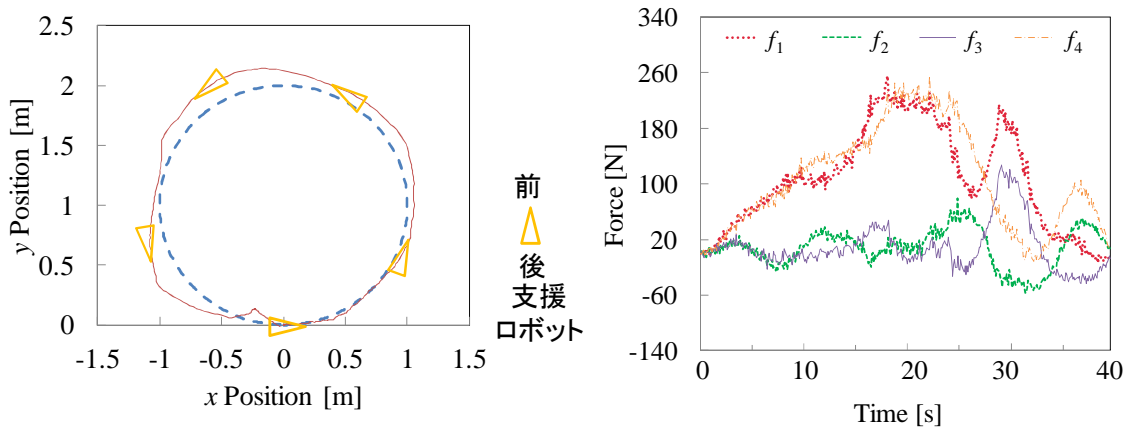 2.5
2
1.5
1
0.5
0
-1.5
-1
-0.5
0
0.5
1
1.5
x Position [m]
y Position [m]
前
後
支援
ロボット
340
260
180
100
20
-60
-140
f1
f2
f3
f4
0
10
20
30
40
Time [s]
Force [N]